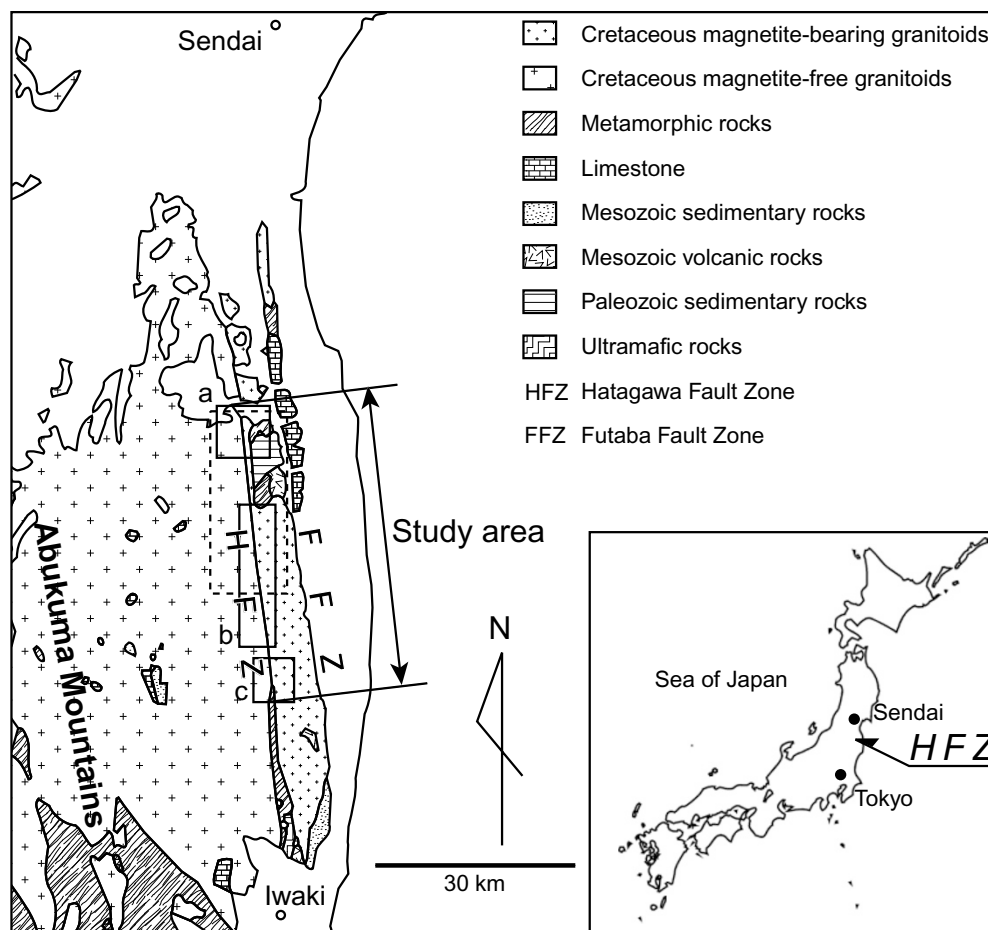 Sendai
Cretaceous magnetite-bearing granitoids
Cretaceous magnetite-free granitoids
Metamorphic rocks
Limestone
Mesozoic sedimentary rocks
Mesozoic volcanic rocks
Paleozoic sedimentary rocks
Ultramafic rocks
HFZ Hatagawa Fault Zone
FFZ Futaba Fault Zone
a
Study area
Abukuma Mountains
H F Z
F F Z
b
c
N
30 km
Iwaki
Sea of Japan
Sendai
HFZ
Tokyo